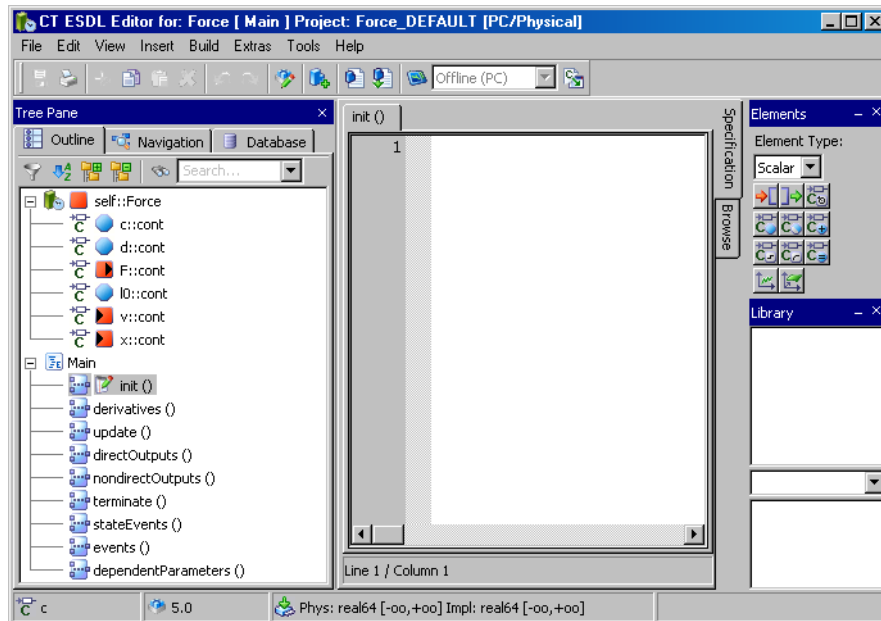 CT ESDL Editor for: Force [ Main ] Project: Force_DEFAULT [PC/Physical]
File Edit View Insert Build Extras Tools Help
Offline (PC)
Tree Pane
Outline Navigation Database
Search...
self::Force
c::cont
d::cont
F::cont
l0::cont
v::cont
x::cont
Main
init ()
derivatives ()
update ()
directOutputs ()
nondirectOutputs ()
terminate ()
stateEvents ()
events ()
dependentParameters ()
init ()
1
Line 1 / Column 1
Specification
Browse
Elements
Element Type:
Scalar
Library
c
5.0
Phys: real64 [-oo,+oo] Impl: real64 [-oo,+oo]